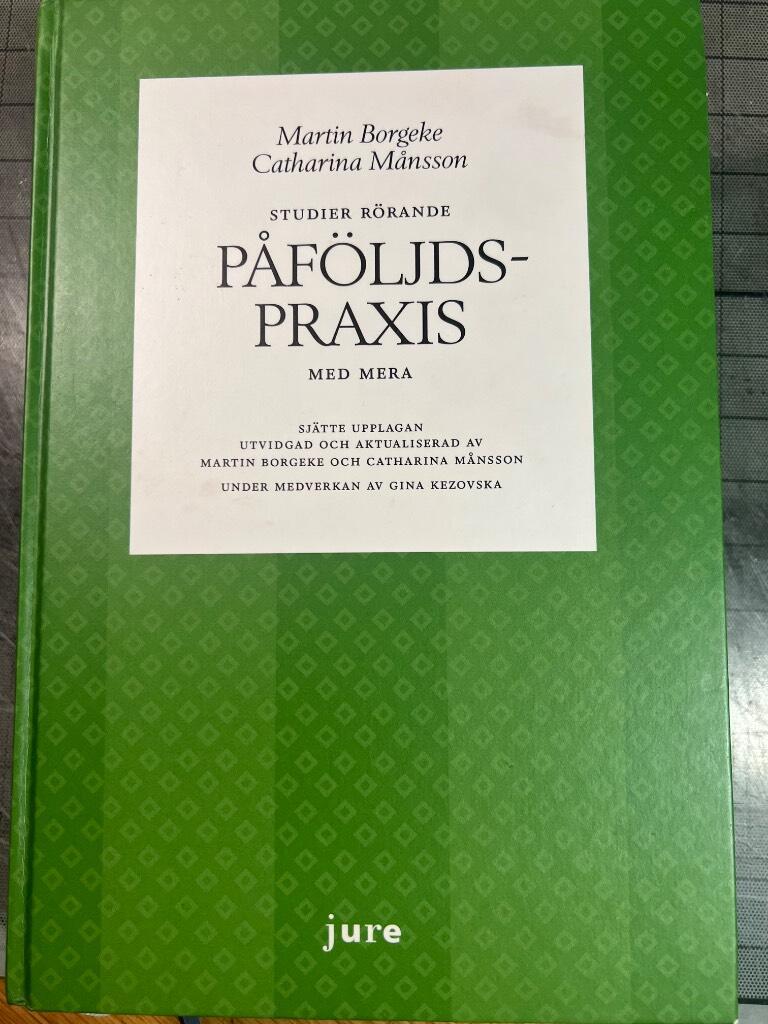 Martin Borgeke
Catharina Månsson
STUDIER RÖRANDE
PÅFÖLJDS-
PRAXIS
MED MERA
SJÄTTE UPPLAGAN
UTVIDGAD OCH AKTUALISERAD AV
MARTIN BORGEKE OCH CATHARINA MÅNSSON
UNDER MEDVERKAN AV GINA KEZOVSKA
jure